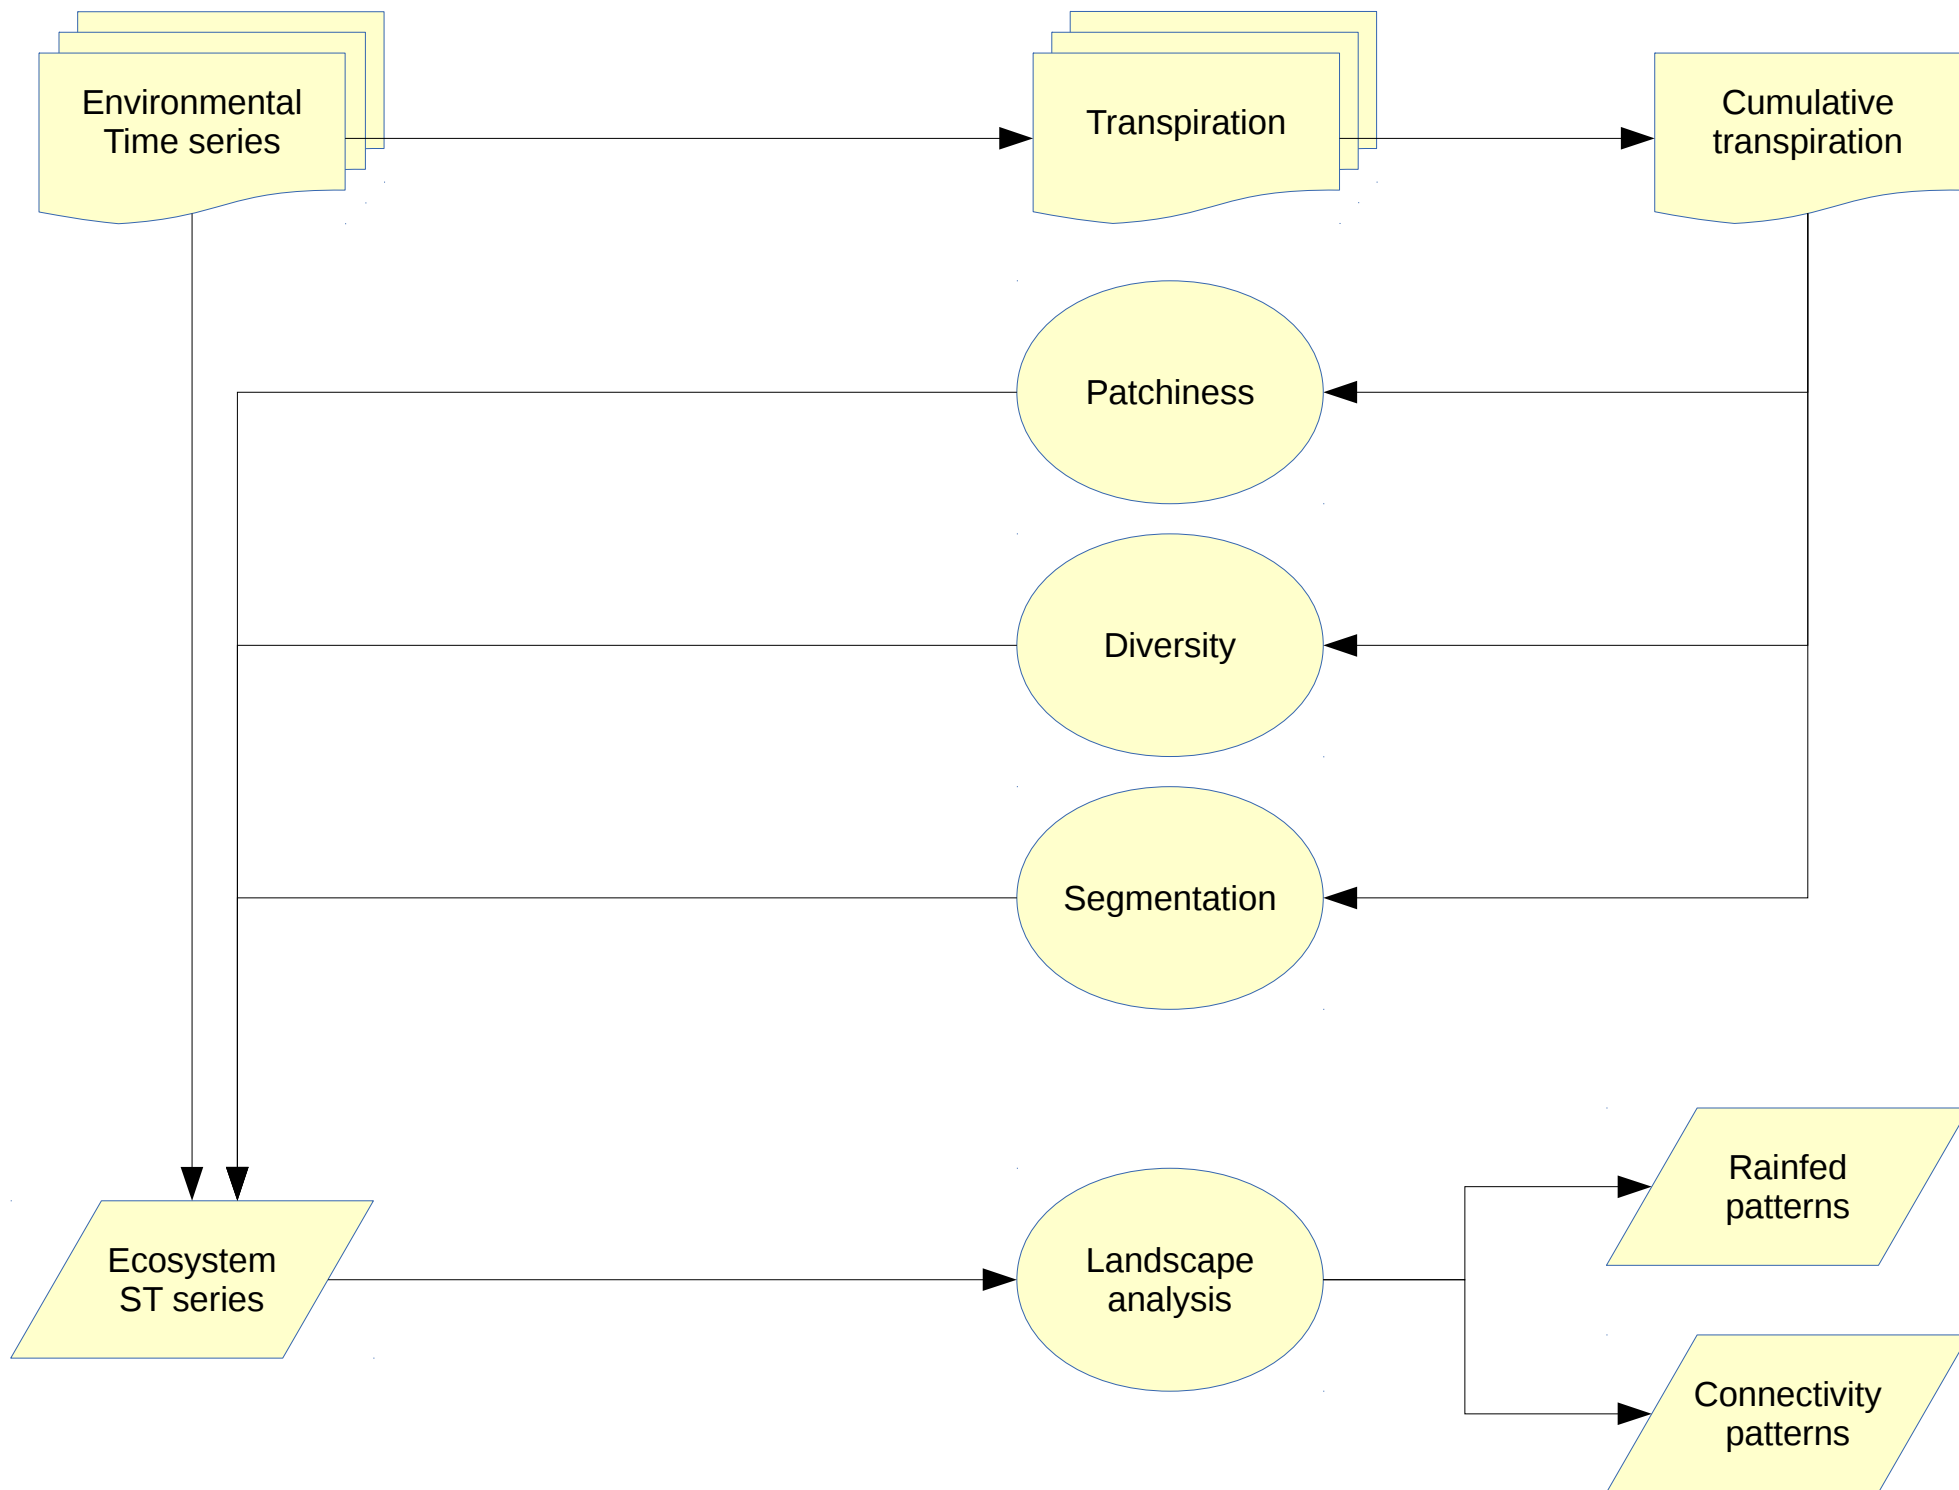 Environmental
Time series
Transpiration
Cumulative
transpiration
Patchiness
Diversity
Segmentation
Ecosystem
ST series
Landscape
analysis
Rainfed
patterns
Connectivity
patterns